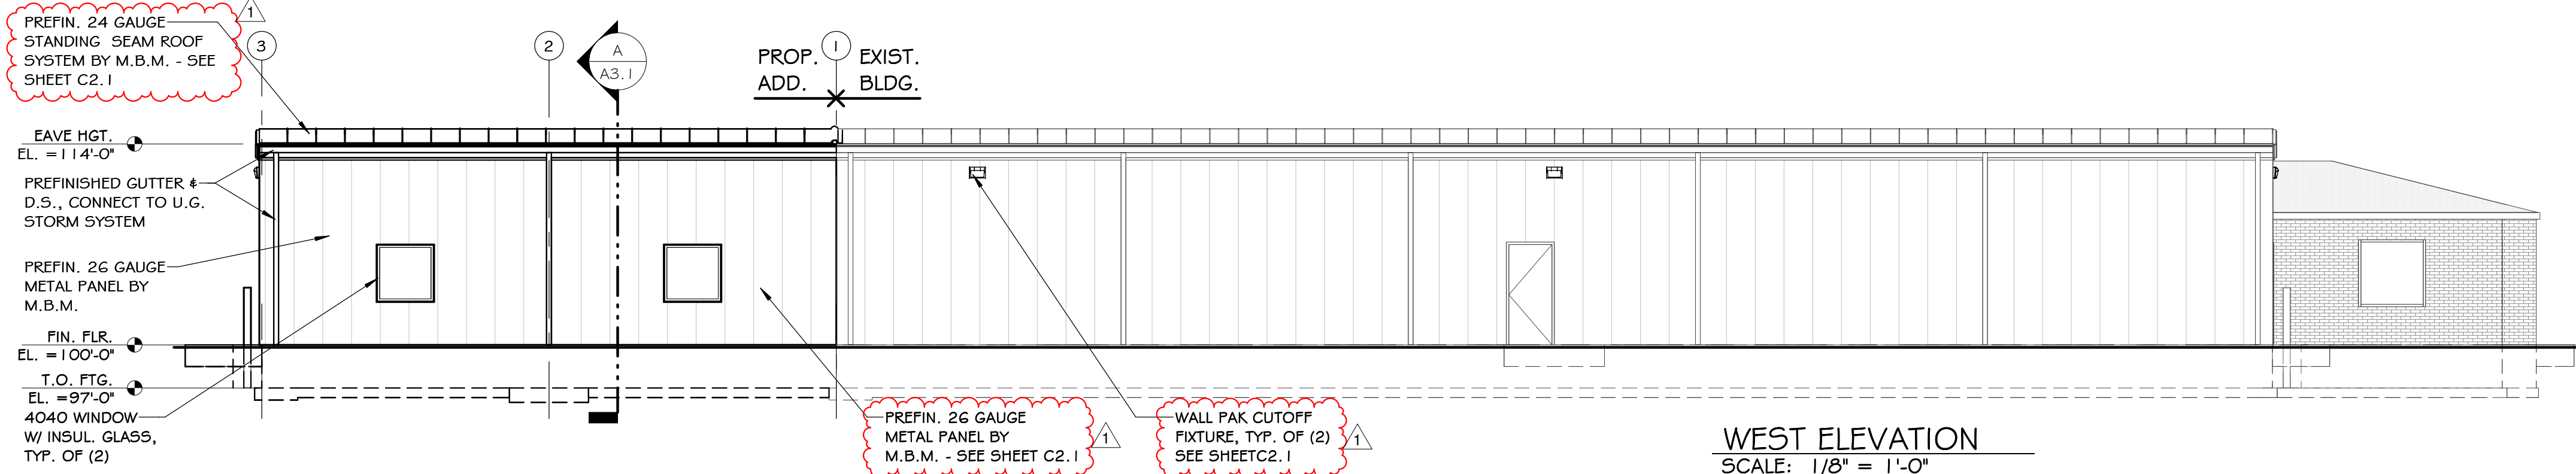 PREFIN. 24 GAUGE
STANDING SEAM ROOF
SYSTEM BY M.B.M. - SEE
SHEET C2.1
1
3
2
A
A3.1
PROP.
ADD.
1
EXIST.
BLDG.
EAVE HGT.
EL. =114'-0"
PREFINISHED GUTTER &
D.S., CONNECT TO U.G.
STORM SYSTEM
PREFIN. 26 GAUGE
METAL PANEL BY
M.B.M.
FIN. FLR.
EL. =100'-0"
T.O. FTG.
EL. =97'-0"
4040 WINDOW
W/ INSUL. GLASS,
TYP. OF (2)
PREFIN. 26 GAUGE
METAL PANEL BY
M.B.M. - SEE SHEET C2.1
1
WALL PAK CUTOFF
FIXTURE, TYP. OF (2)
SEE SHEETC2.1
1
WEST ELEVATION
SCALE: 1/8" = 1'-0"